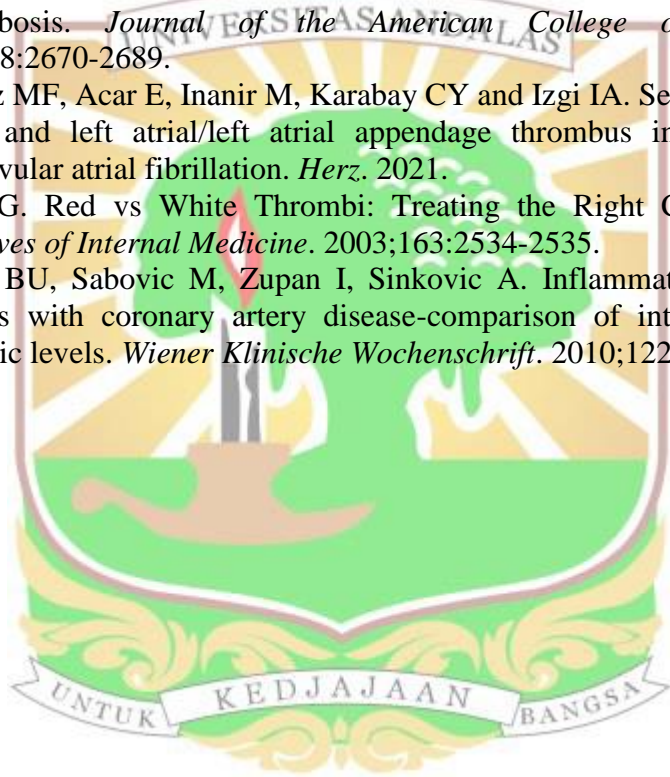 bosis. Journal of the American College o
8:2670-2689.
z MF, Acar E, Inanir M, Karabay CY and Izgi IA. Se
and left atrial/left atrial appendage thrombus in
vular atrial fibrillation. Herz. 2021.
G. Red vs White Thrombi: Treating the Right C
ves of Internal Medicine. 2003;163:2534-2535.
BU, Sabovic M, Zupan I, Sinkovic A. Inflammat
s with coronary artery disease-comparison of int
ic levels. Wiener Klinische Wochenschrift. 2010;122
UNIVERSITAS ANDALAS
UNTUK KEDJAJAAN BANGSA